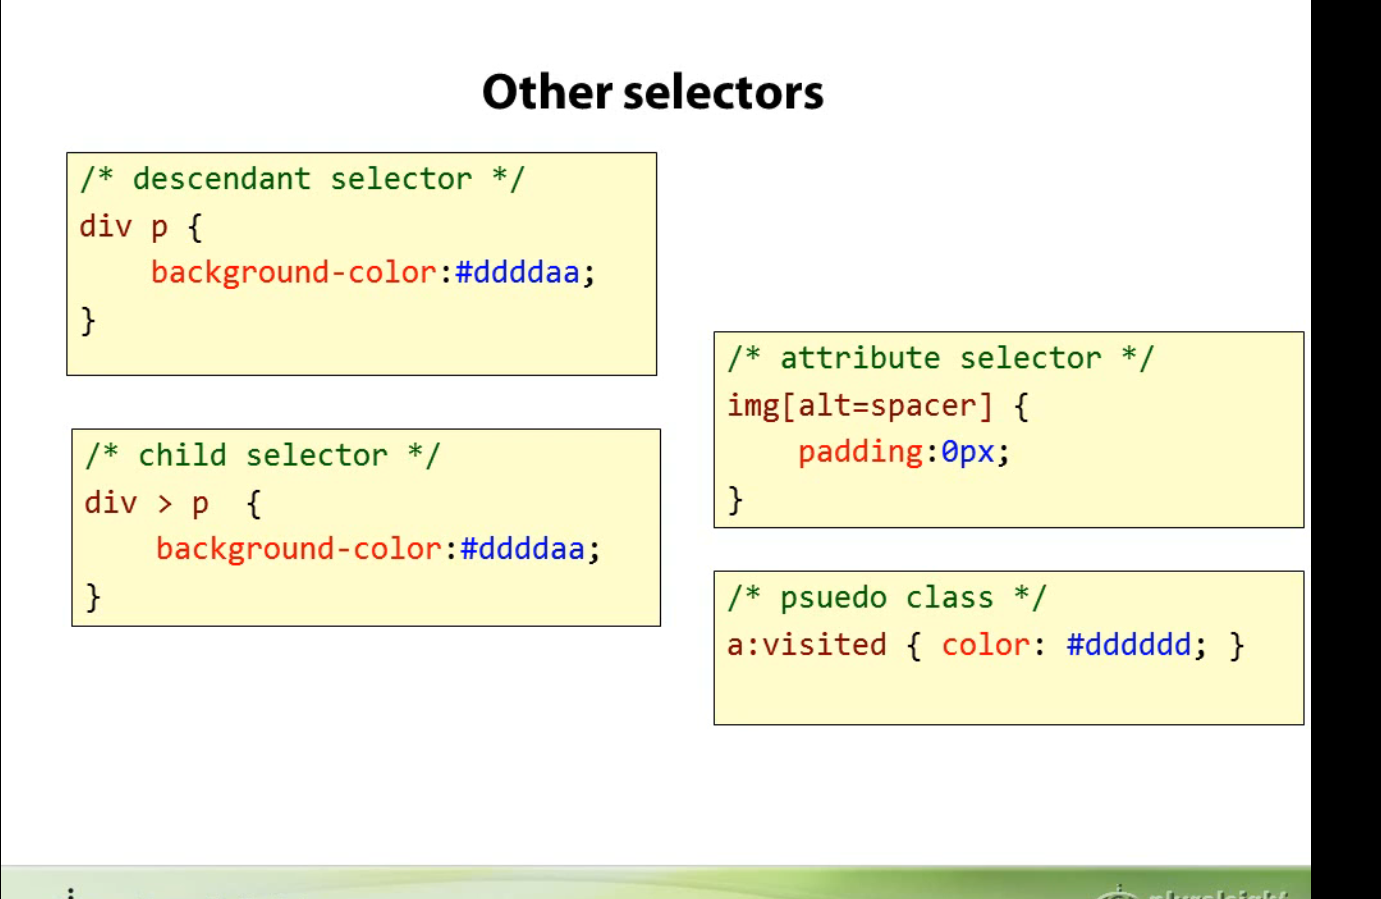 Other selectors
/* descendant selector */
div p {
    background-color:#ddddaa;
}
/* child selector */
div > p  {
    background-color:#ddddaa;
}
/* attribute selector */
img[alt=spacer] {
    padding:0px;
}
/* psuedo class */
a:visited { color: #dddddd; }
pluralsight